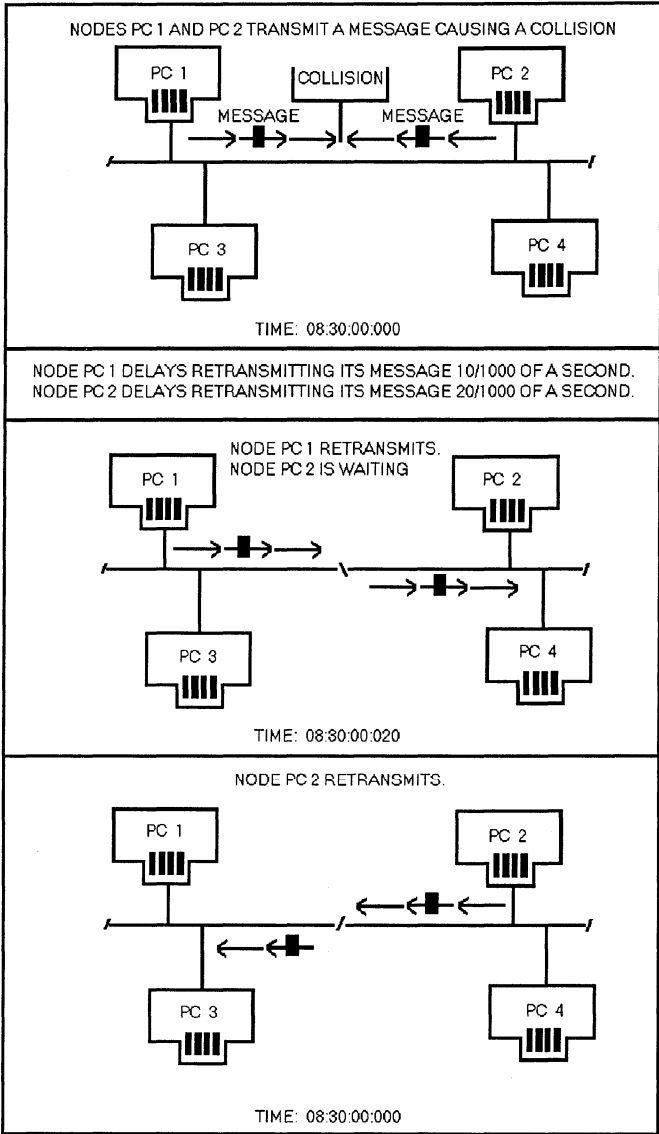 NODES PC 1 AND PC 2 TRANSMIT A MESSAGE CAUSING A COLLISION
PC 1
COLLISION
PC 2
MESSAGE
MESSAGE
PC 3
PC 4
TIME: 08:30:00:000
NODE PC 1 DELAYS RETRANSMITTING ITS MESSAGE 10/1000 OF A SECOND.
NODE PC 2 DELAYS RETRANSMITTING ITS MESSAGE 20/1000 OF A SECOND.
NODE PC 1 RETRANSMITS.
NODE PC 2 IS WAITING
PC 1
PC 2
PC 3
PC 4
TIME: 08:30:00:020
NODE PC 2 RETRANSMITS.
PC 1
PC 2
PC 3
PC 4
TIME: 08:30:00:000